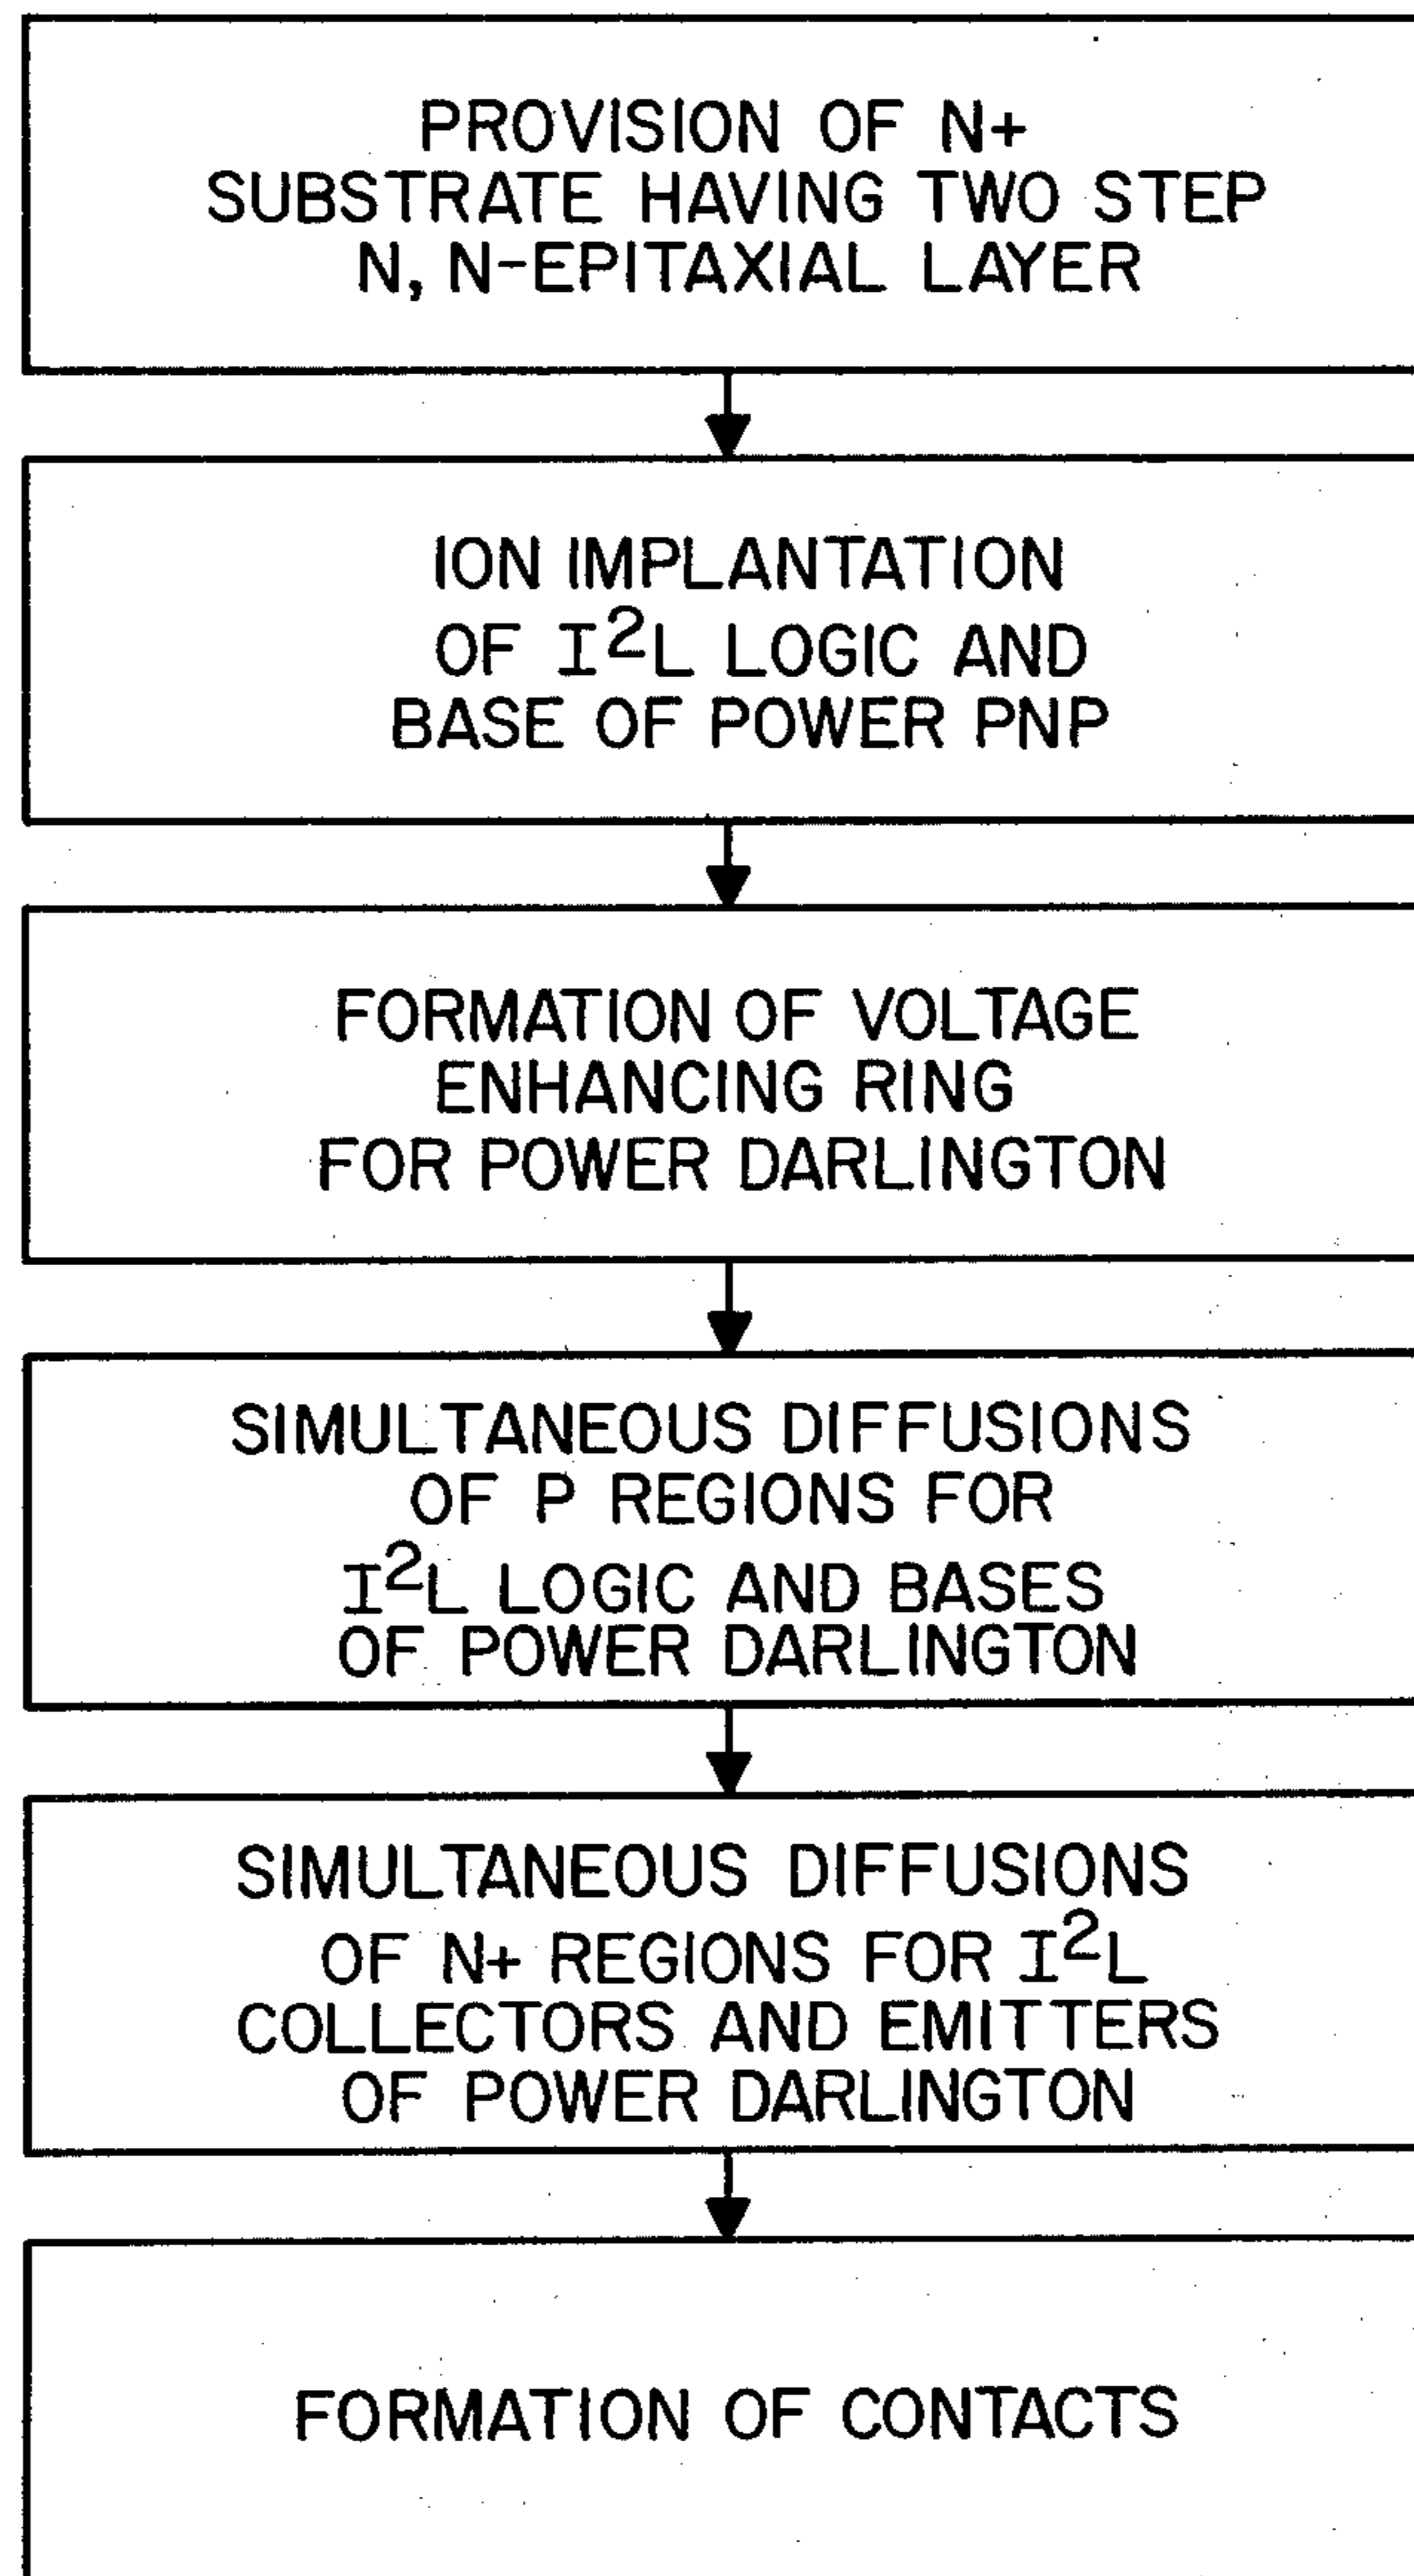 PROVISION OF N+
SUBSTRATE HAVING TWO STEP
N, N-EPITAXIAL LAYER
ION IMPLANTATION
OF I²L LOGIC AND
BASE OF POWER PNP
FORMATION OF VOLTAGE
ENHANCING RING
FOR POWER DARLINGTON
SIMULTANEOUS DIFFUSIONS
OF P REGIONS FOR
I²L LOGIC AND BASES
OF POWER DARLINGTON
SIMULTANEOUS DIFFUSIONS
OF N+ REGIONS FOR I²L
COLLECTORS AND EMITTERS
OF POWER DARLINGTON
FORMATION OF CONTACTS